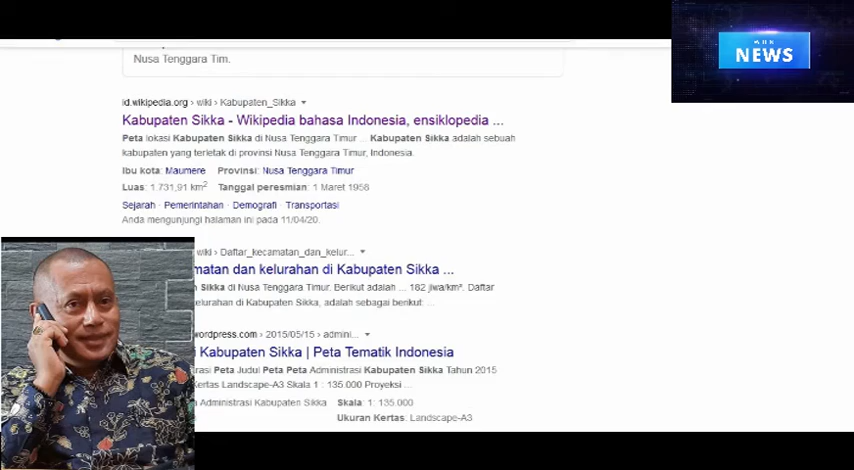 Nusa Tenggara Tim.
NEWS
id.wikipedia.org › wiki › Kabupaten_Sikka
Kabupaten Sikka - Wikipedia bahasa Indonesia, ensiklopedia ...
Peta lokasi Kabupaten Sikka di Nusa Tenggara Timur ... Kabupaten Sikka adalah sebuah
kabupaten yang terletak di provinsi Nusa Tenggara Timur, Indonesia.
Ibu kota: Maumere Provinsi: Nusa Tenggara Timur
Luas: 1.731,91 km² Tanggal peresmian: 1 Maret 1958
Sejarah · Pemerintahan · Demografi · Transportasi
Anda mengunjungi halaman ini pada 11/04/20.
wiki › Daftar_kecamatan_dan_kelur...
matan dan kelurahan di Kabupaten Sikka ...
Sikka di Nusa Tenggara Timur. Berikut adalah ... 182 jiwa/km². Daftar
elurahan di Kabupaten Sikka, adalah sebagai berikut: ...
wordpress.com › 2015/05/15 › admini...
Kabupaten Sikka | Peta Tematik Indonesia
rasi Peta Judul Peta Peta Administrasi Kabupaten Sikka Tahun 2015
Kertas Landscape-A3 Skala 1 : 135.000 Proyeksi ...
Administrasi Kabupaten Sikka Skala: 1: 135.000
Ukuran Kertas: Landscape-A3